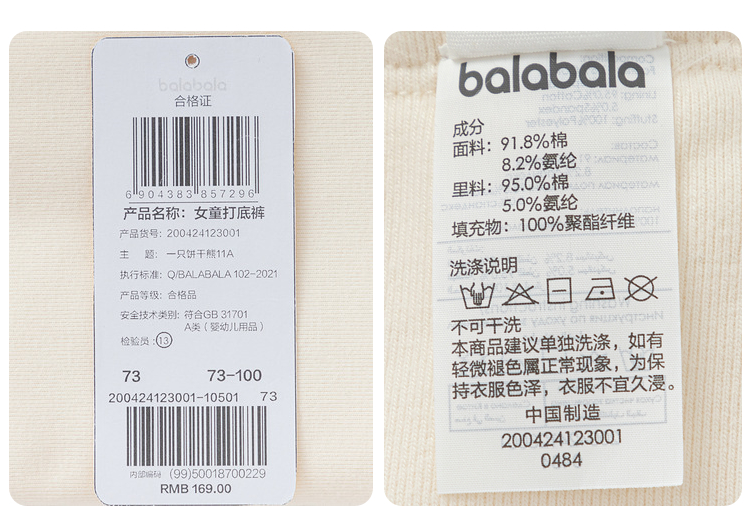 balabala
合格证
6 904383 857296
产品名称：女童打底裤
产品货号: 200424123001
主 题: 一只饼干熊11A
执行标准: Q/BALABALA 102-2021
产品等级: 合格品
安全技术类别: 符合GB 31701
A类（婴幼儿用品）
检验员: 13
73 73-100
200424123001-10501 73
内部编码 (99)50018700229
RMB 169.00
balabala
成分
面料: 91.8%棉
8.2%氨纶
里料: 95.0%棉
5.0%氨纶
填充物: 100%聚酯纤维
洗涤说明
不可干洗
本商品建议单独洗涤，如有
轻微褪色属正常现象，为保
持衣服色泽，衣服不宜久漫。
中国制造
200424123001
0484